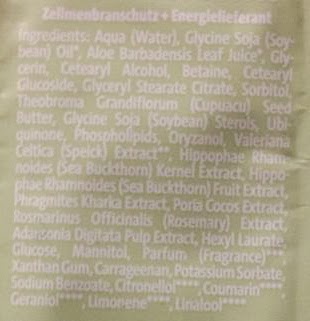 Zellmembranschutz + Energielieferant
Ingredients: Aqua (Water), Glycine Soja (Soy-
bean) Oil*, Aloe Barbadensis Leaf Juice*, Gly-
cerin, Cetearyl Alcohol, Betaine, Cetearyl
Glucoside, Glyceryl Stearate Citrate, Sorbitol,
Theobroma Grandiflorum (Cupuacu) Seed
Butter, Glycine Soja (Soybean) Sterols, Ubi-
quinone, Phospholipids, Oryzanol, Valeriana
Celtica (Speick) Extract**, Hippophae Rham-
noides (Sea Buckthorn) Kernel Extract, Hippo-
phae Rhamnoides (Sea Buckthorn) Fruit Extract,
Phragmites Kharka Extract, Poria Cocos Extract,
Rosmarinus Officinalis (Rosemary) Extract,
Adansonia Digitata Pulp Extract, Hexyl Laurate,
Glucose, Mannitol, Parfum (Fragrance)***,
Xanthan Gum, Carrageenan, Potassium Sorbate,
Sodium Benzoate, Citronellol****, Coumarin****,
Geraniol****, Limonene****, Linalool****